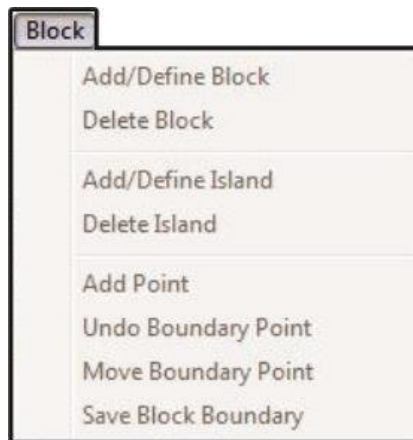 Block
Add/Define Block
Delete Block
Add/Define Island
Delete Island
Add Point
Undo Boundary Point
Move Boundary Point
Save Block Boundary